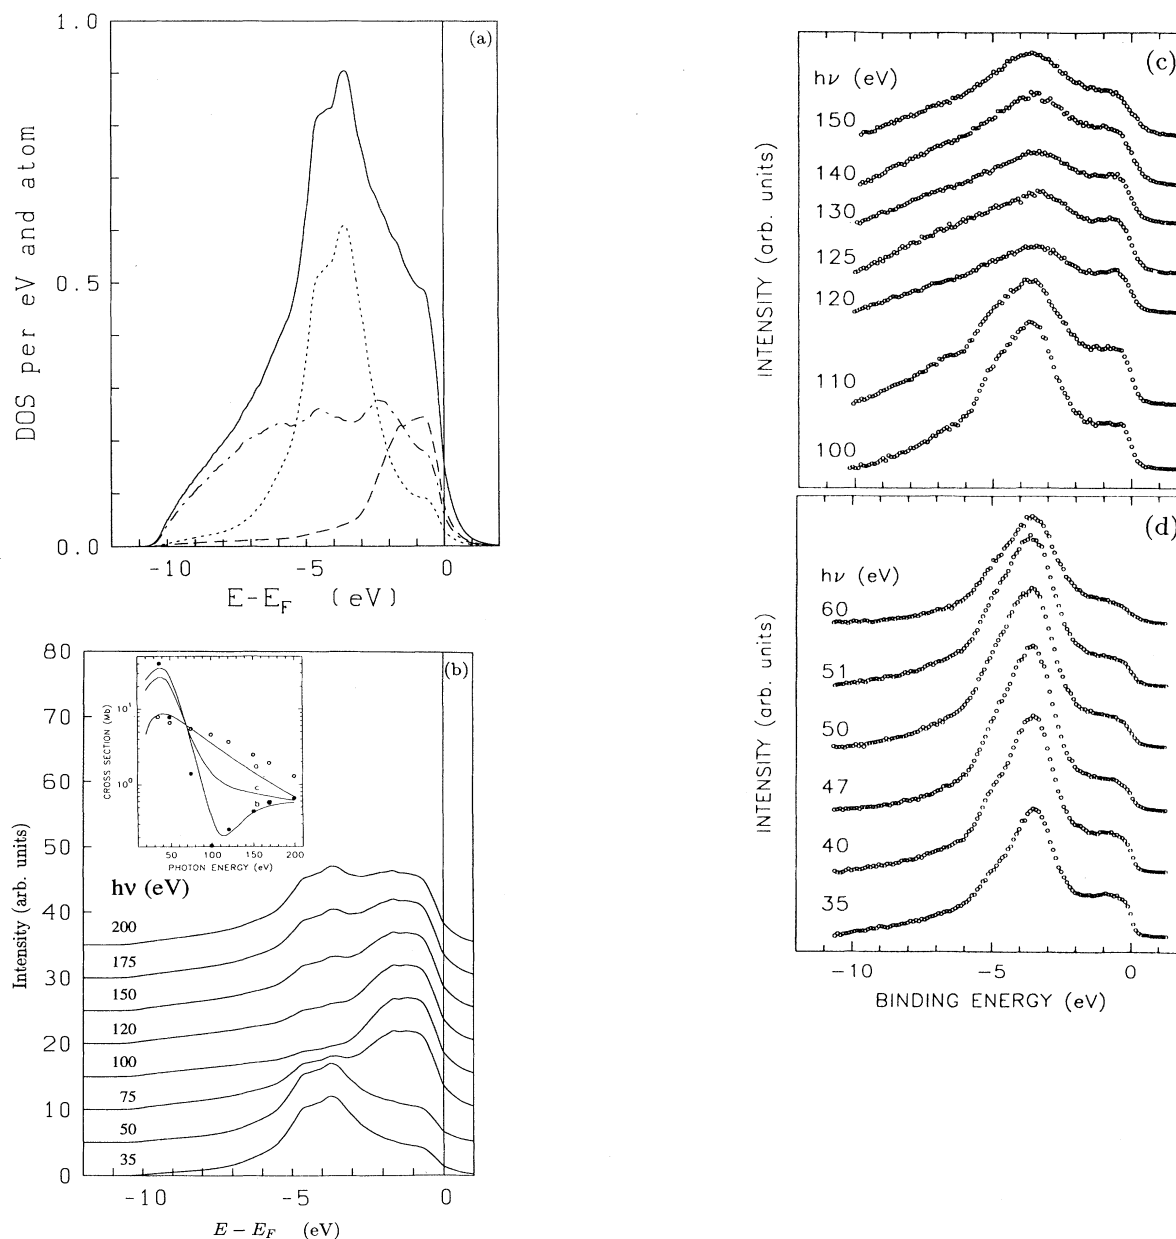 (a)
1.0
0.5
0.0
DOS per eV and atom
-10
-5
0
E-E_F (eV)
(b)
80
70
60
50
40
30
20
10
0
Intensity (arb. units)
CROSS SECTION (Mb)
10¹
10⁰
c
b
50
100
150
200
PHOTON ENERGY (eV)
hν (eV)
200
175
150
120
100
75
50
35
-10
-5
0
E − E_F (eV)
(c)
hν (eV)
150
140
130
125
120
110
100
INTENSITY (arb. units)
(d)
hν (eV)
60
51
50
47
40
35
INTENSITY (arb. units)
-10
-5
0
BINDING ENERGY (eV)